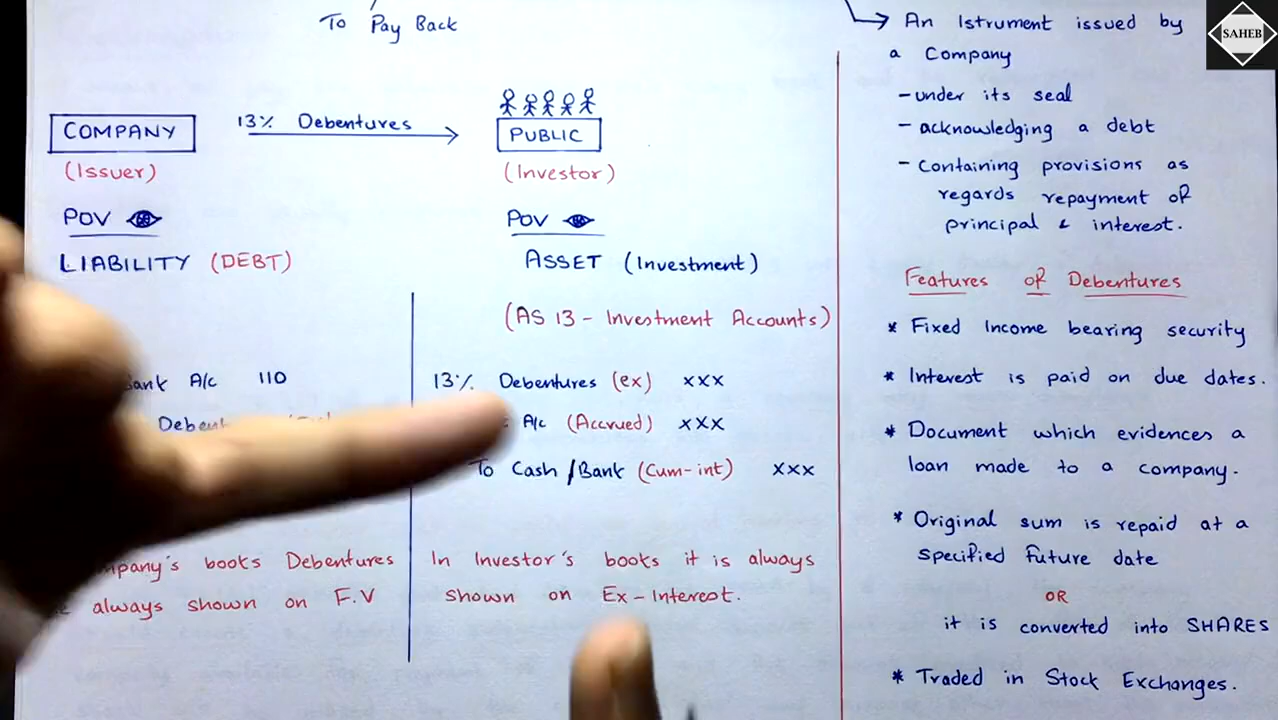 To Pay Back
COMPANY
13% Debentures
PUBLIC
(Issuer)
(Investor)
POV
POV
LIABILITY (DEBT)
ASSET (Investment)
(AS 13 - Investment Accounts)
Bank A/c 110
13% Debentures (ex) xxx
A/c (Accrued) xxx
To Cash/Bank (Cum-int) xxx
books Debentures
always shown on F.V
In Investor's books it is always
shown on Ex-Interest.
An Istrument issued by
a Company
- under its seal
- acknowledging a debt
- Containing provisions as
regards repayment of
principal & interest.
Features of Debentures
* Fixed Income bearing security
* Interest is paid on due dates.
* Document which evidences a
loan made to a company.
* Original sum is repaid at a
specified future date
OR
it is converted into SHARES
* Traded in Stock Exchanges.
SAHEB